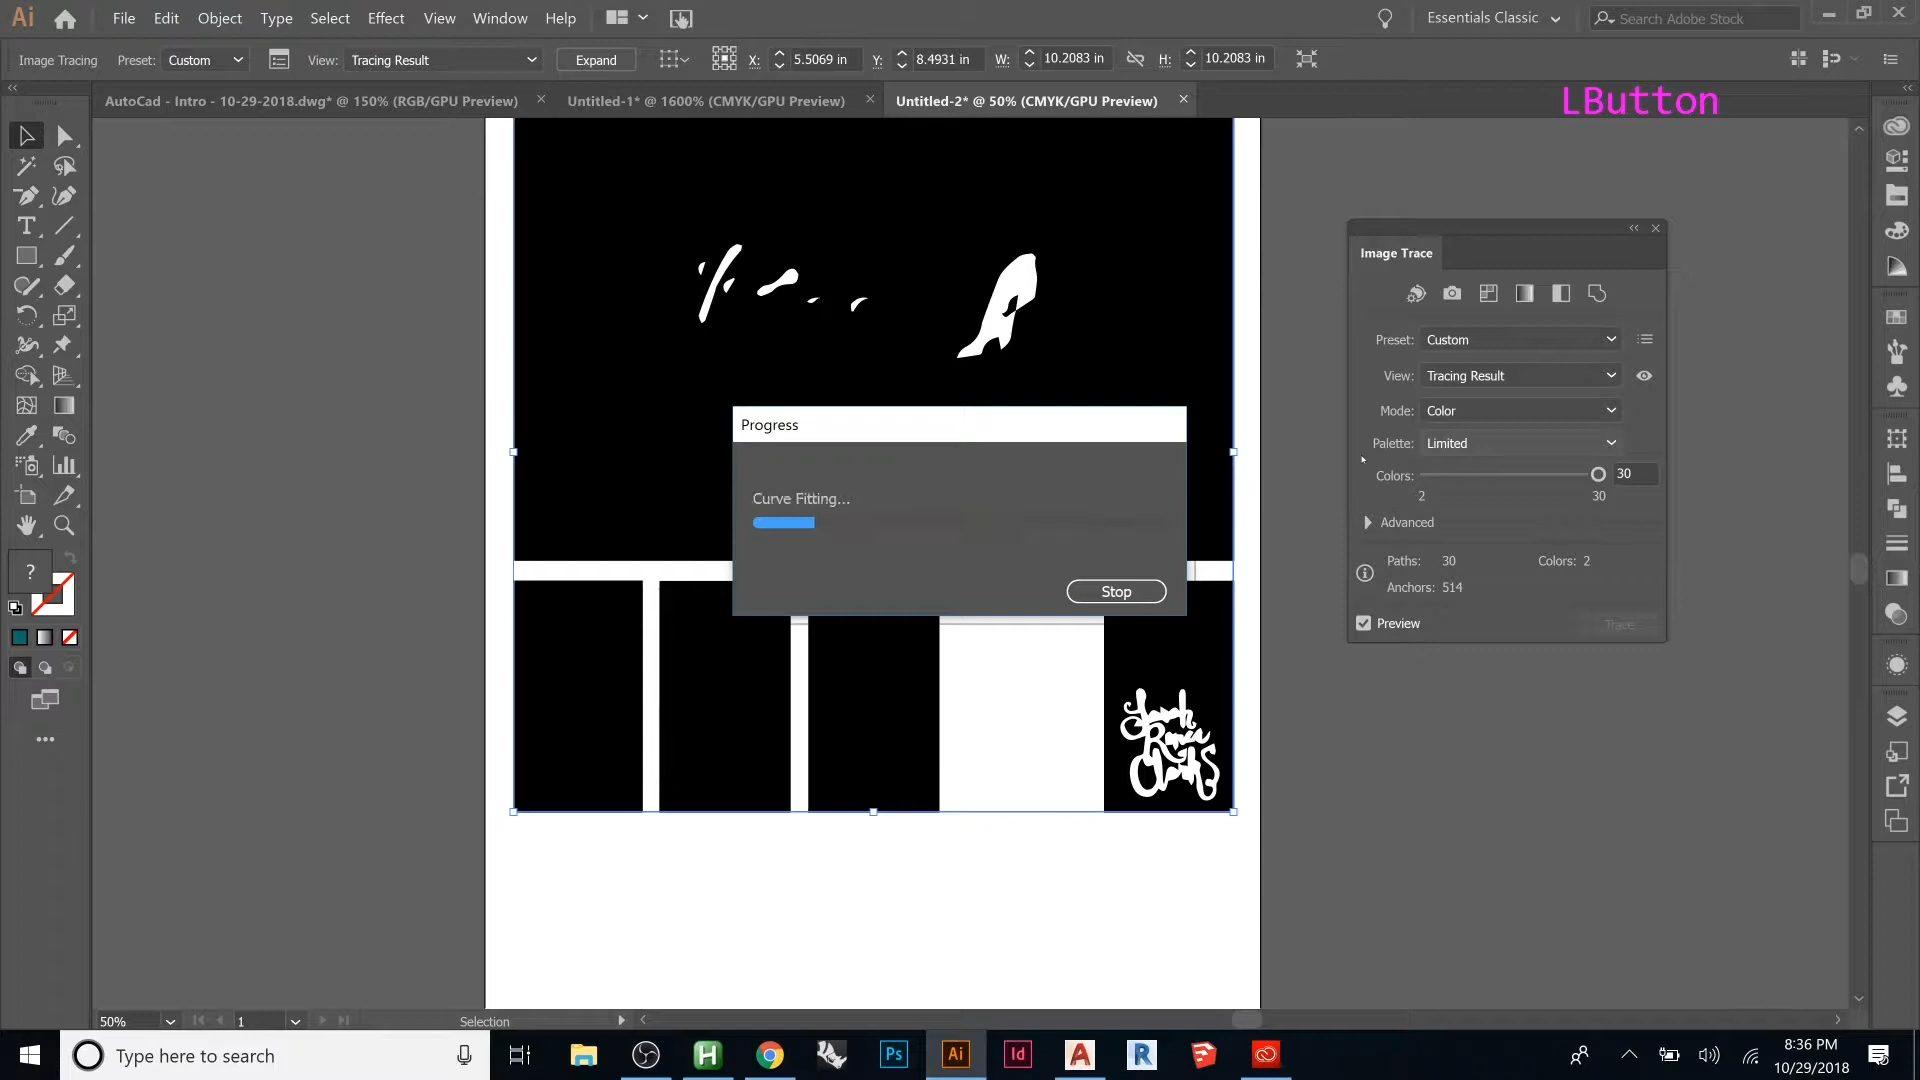 Ai File Edit Object Type Select Effect View Window Help Essentials Classic Search Adobe Stock
Image Tracing Preset: Custom View: Tracing Result Expand X: 5.5069 in Y: 8.4931 in W: 10.2083 in H: 10.2083 in
AutoCad - Intro - 10-29-2018.dwg* @ 150% (RGB/GPU Preview) Untitled-1* @ 1600% (CMYK/GPU Preview) Untitled-2* @ 50% (CMYK/GPU Preview)
LButton
Image Trace
Preset: Custom
View: Tracing Result
Mode: Color
Palette: Limited
Colors: 30
2 30
Advanced
Paths: 30 Colors: 2
Anchors: 514
Preview Trace
Progress
Curve Fitting...
Stop
?
50% 1 Selection
Type here to search
H Ps Ai Id A R
8:36 PM
10/29/2018